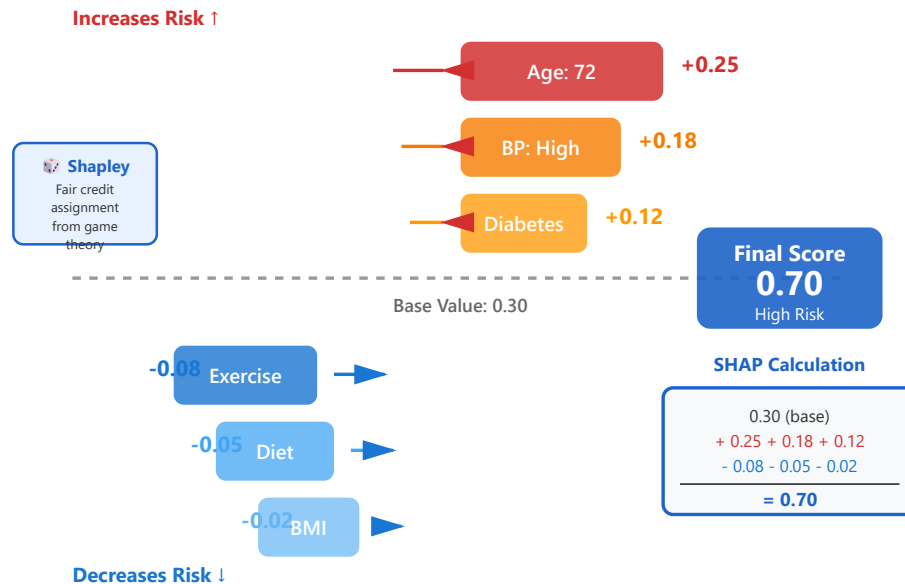 Increases Risk ↑
Age: 72
+0.25
BP: High
+0.18
🎲 Shapley
Fair credit
assignment
from game
theory
Diabetes
+0.12
Final Score
0.70
High Risk
Base Value: 0.30
-0.08
Exercise
-0.05
Diet
-0.02
BMI
SHAP Calculation
0.30 (base)
+ 0.25 + 0.18 + 0.12
- 0.08 - 0.05 - 0.02
= 0.70
Decreases Risk ↓